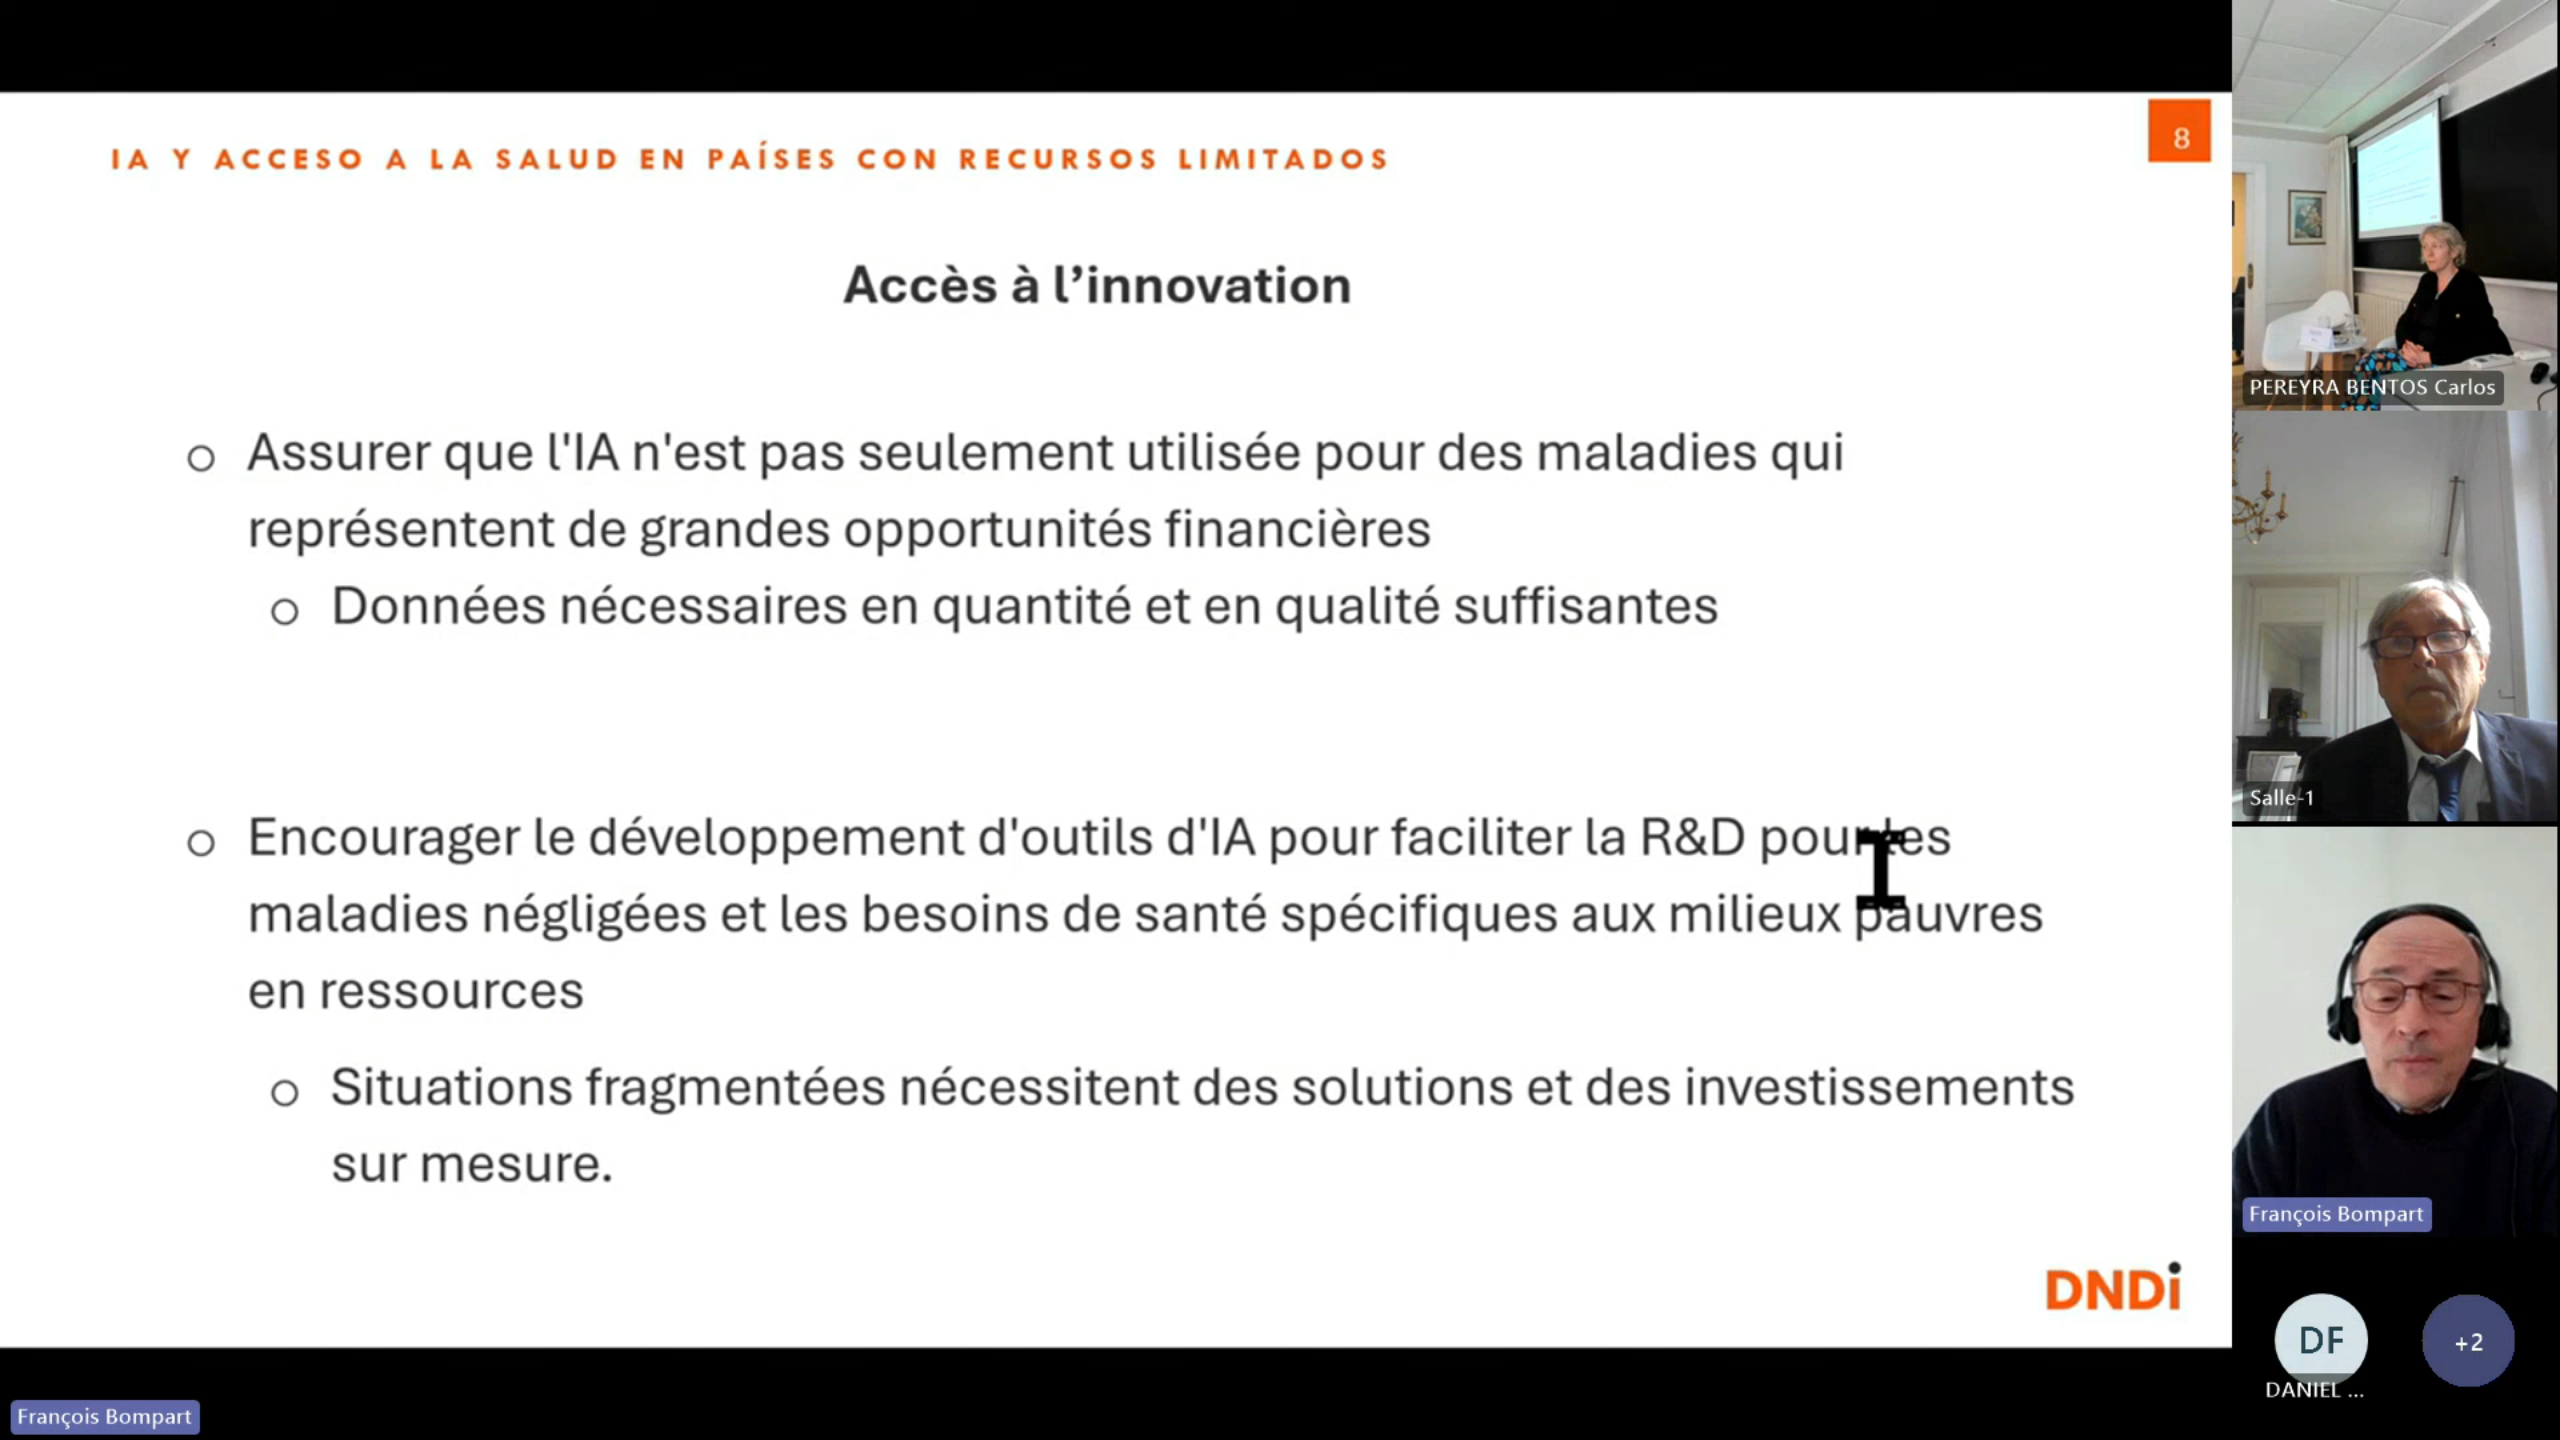 IA Y ACCESO A LA SALUD EN PAÍSES CON RECURSOS LIMITADOS
8
Accès à l’innovation
Assurer que l'IA n'est pas seulement utilisée pour des maladies qui
représentent de grandes opportunités financières
Données nécessaires en quantité et en qualité suffisantes
Encourager le développement d'outils d'IA pour faciliter la R&D pour les
maladies négligées et les besoins de santé spécifiques aux milieux pauvres
en ressources
Situations fragmentées nécessitent des solutions et des investissements
sur mesure.
DNDi
François Bompart
PEREYRA BENTOS Carlos
Salle-1
François Bompart
DF
DANIEL ...
+2